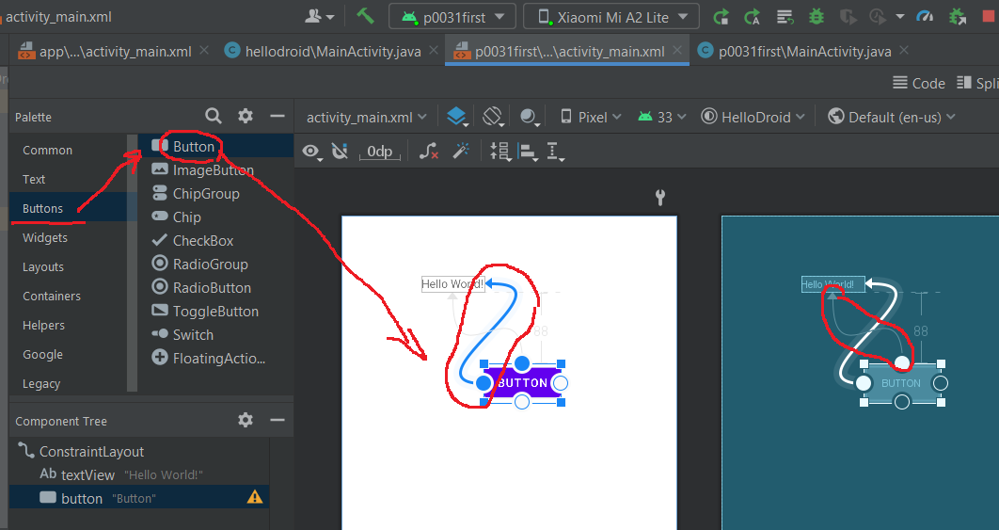 activity_main.xml
p0031first
Xiaomi Mi A2 Lite
app\...\activity_main.xml
hellodroid\MainActivity.java
p0031first\...\activity_main.xml
p0031first\MainActivity.java
Code
Spli
Palette
activity_main.xml
Pixel
33
HelloDroid
Default (en-us)
0dp
Common
Text
Buttons
Widgets
Layouts
Containers
Helpers
Google
Legacy
Button
ImageButton
ChipGroup
Chip
CheckBox
RadioGroup
RadioButton
ToggleButton
Switch
FloatingActio...
Hello World!
88
BUTTON
Hello World!
88
BUTTON
Component Tree
ConstraintLayout
Ab textView "Hello World!"
button "Button"